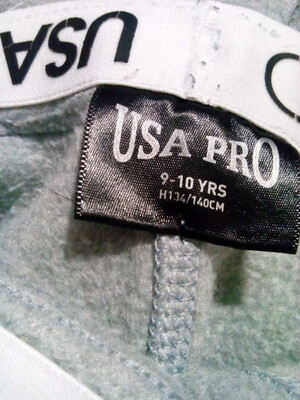 USA
USA PRO
9-10 YRS
H134/140CM